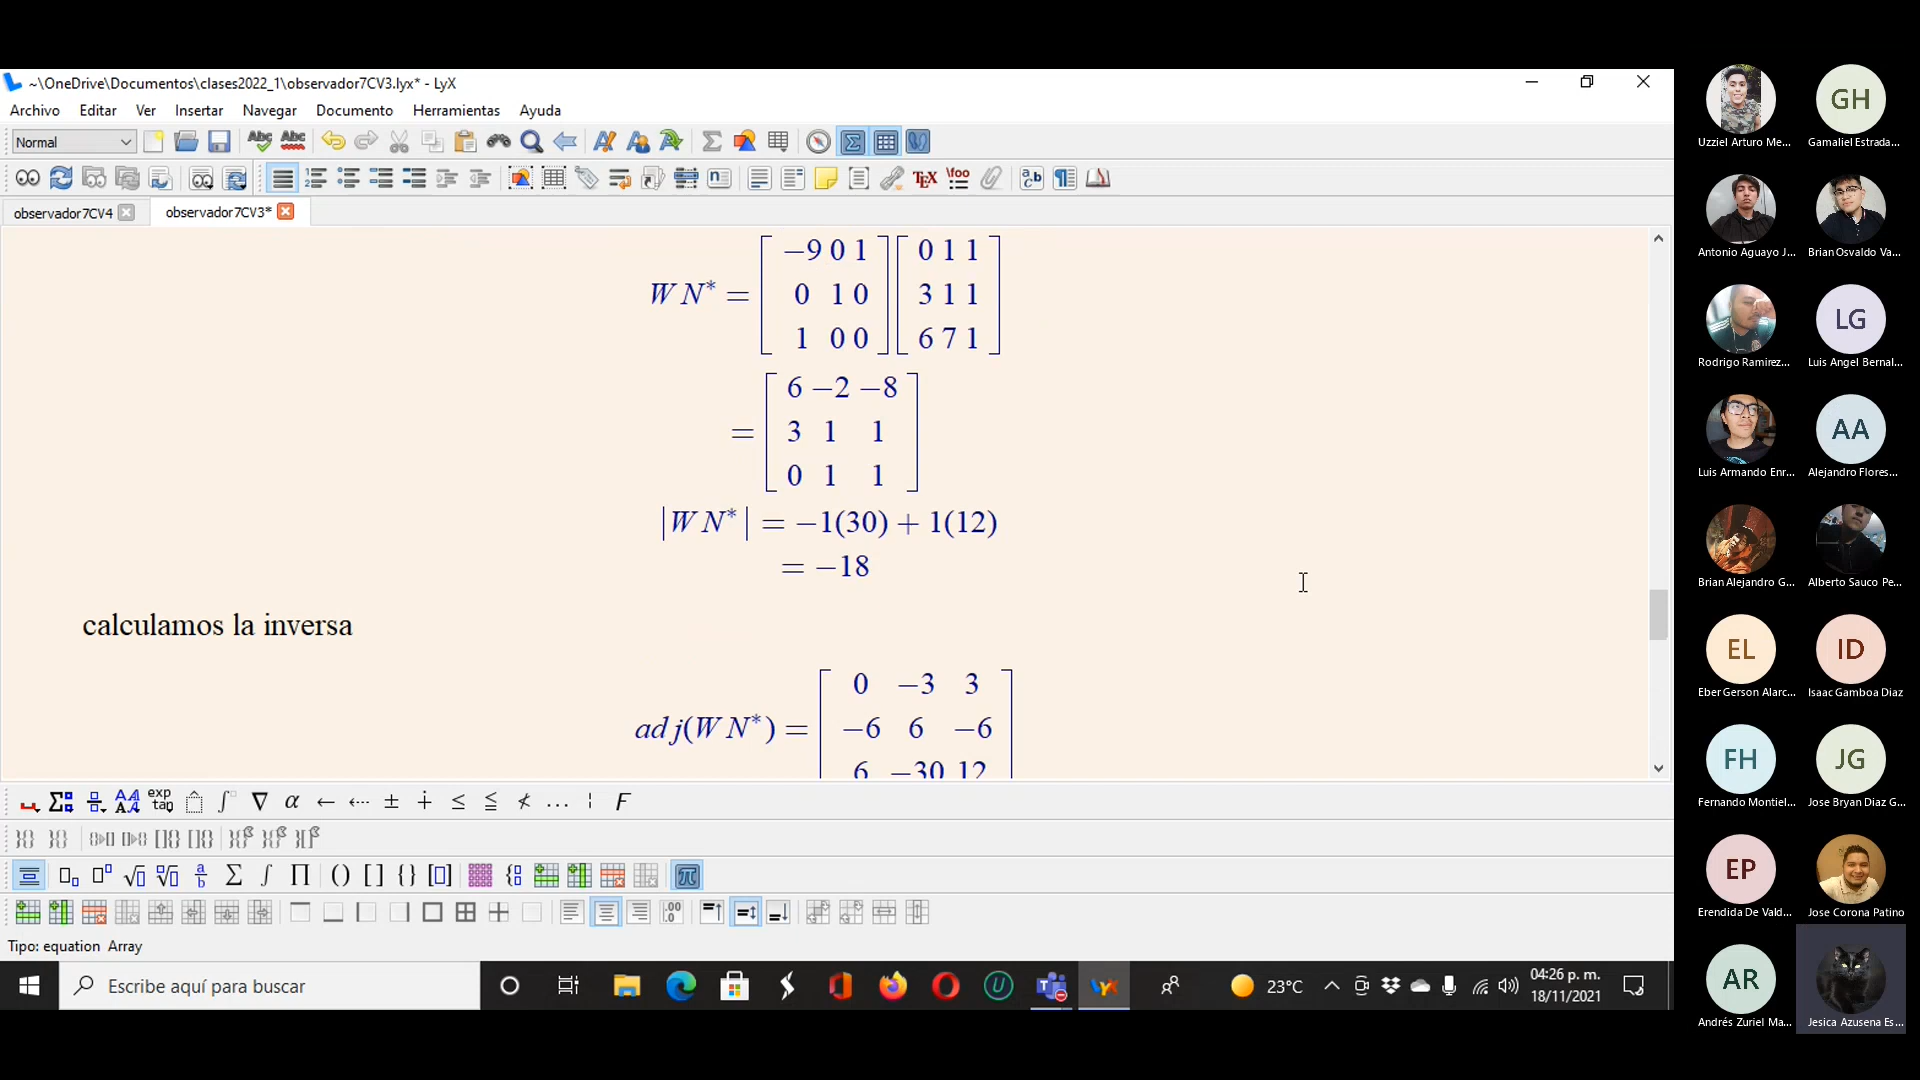 ~\OneDrive\Documentos\clases2022_1\observador7CV3.lyx* - LyX
Archivo Editar Ver Insertar Navegar Documento Herramientas Ayuda
Normal
observador7CV4 observador7CV3*
WN* = [ −9 0 1 ] [ 0 1 1 ]
0 1 0 3 1 1
1 0 0 6 7 1
= [ 6 −2 −8 ]
3 1 1
0 1 1
|WN*| = −1(30) + 1(12)
= −18
calculamos la inversa
adj(WN*) = [ 0 −3 3 ]
−6 6 −6
6 −30 12
Tipo: equation Array
Escribe aquí para buscar
23°C
04:26 p. m.
18/11/2021
Uzziel Arturo Me...
GH
Gamaliel Estrada...
Antonio Aguayo J...
Brian Osvaldo Va...
Rodrigo Ramirez...
LG
Luis Angel Bernal...
Luis Armando Enr...
AA
Alejandro Flores...
Brian Alejandro G...
Alberto Sauco Pe...
EL
Eber Gerson Alarc...
ID
Isaac Gamboa Diaz
FH
Fernando Montiel...
JG
Jose Bryan Diaz G...
EP
Erendida De Vald...
Jose Corona Patino
AR
Andrés Zuriel Ma...
Jesica Azusena Es...